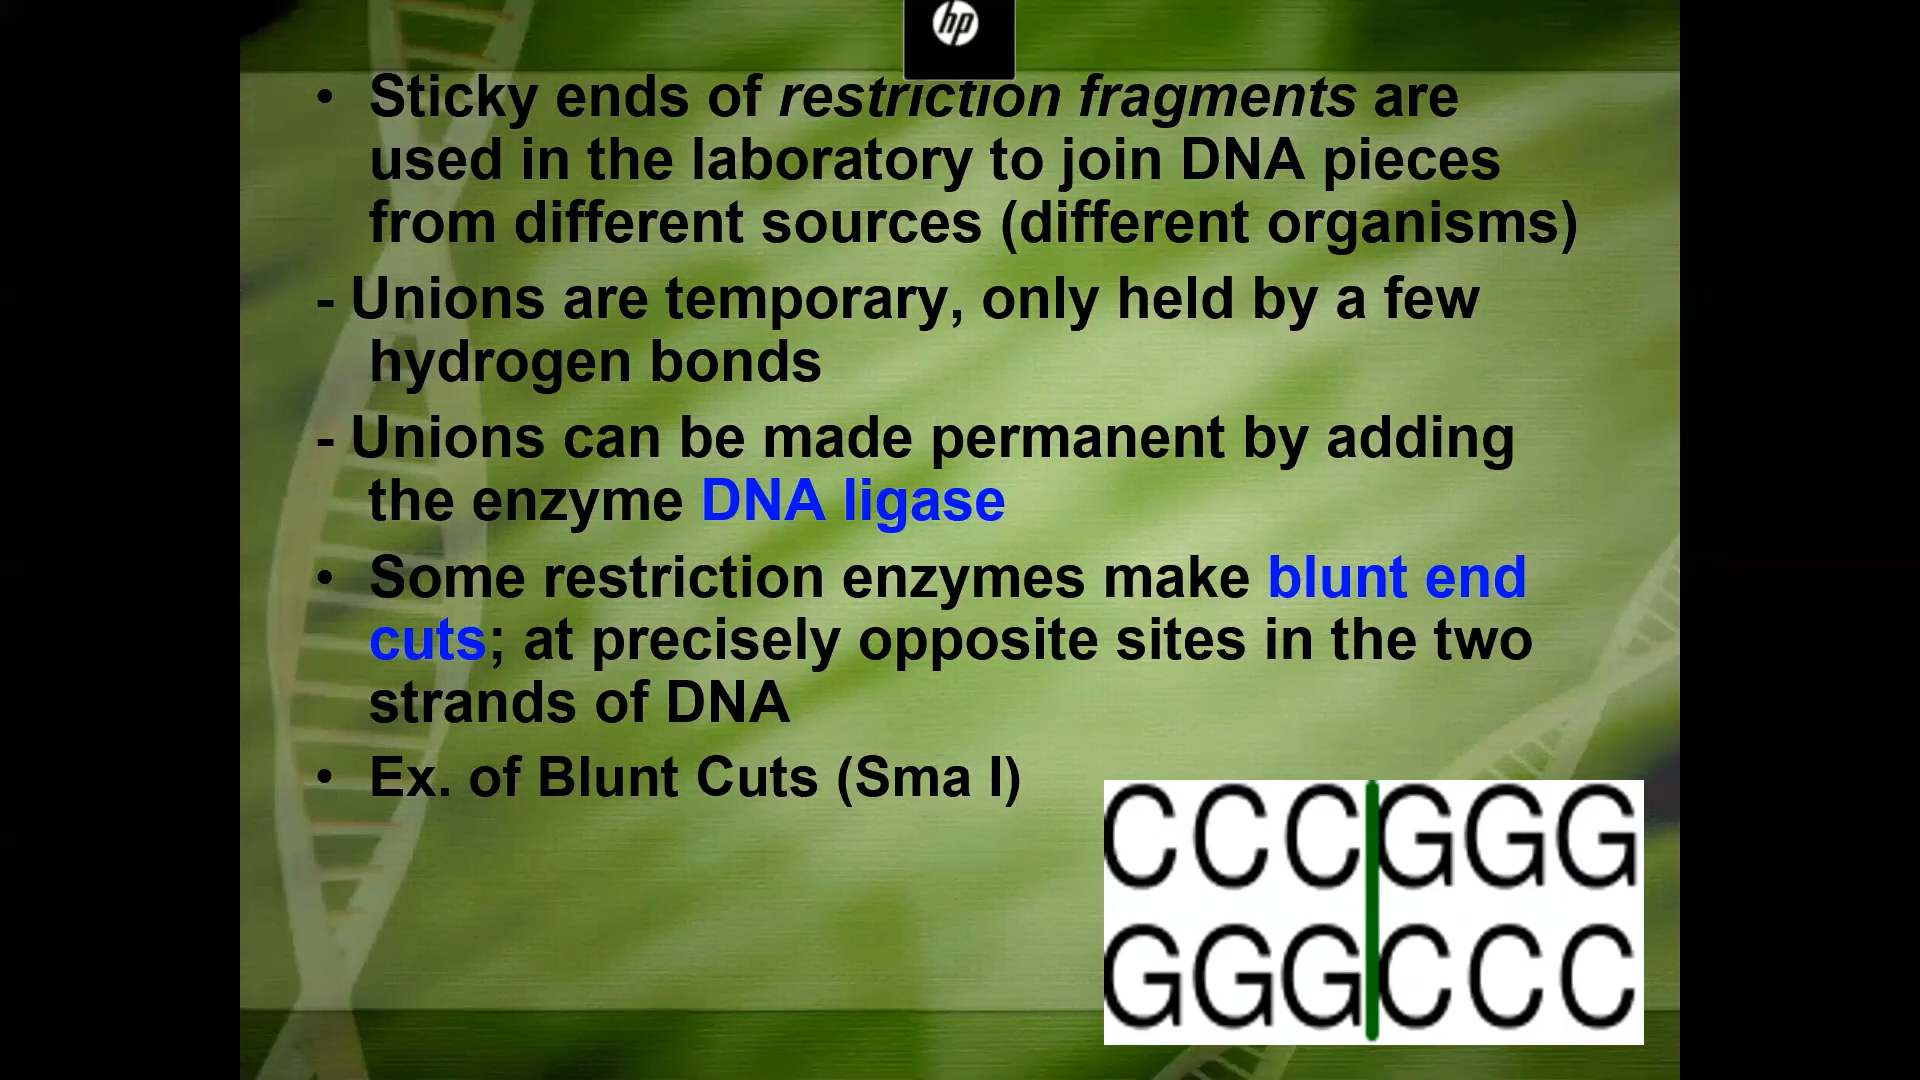 hp
• Sticky ends of restriction fragments are
used in the laboratory to join DNA pieces
from different sources (different organisms)
- Unions are temporary, only held by a few
hydrogen bonds
- Unions can be made permanent by adding
the enzyme DNA ligase
• Some restriction enzymes make blunt end
cuts; at precisely opposite sites in the two
strands of DNA
• Ex. of Blunt Cuts (Sma I)
CCCGGG
GGGCCC